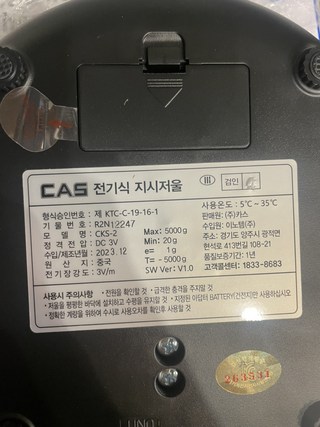 CAS 전기식 지시저울 III 검인
형식승인번호 : 제 KTC-C-19-16-1
기 물 번 호 : R2N12247
모 델 명 : CKS-2
정 격 전 압 : DC 3V
수입/제조년월 : 2023.12
원 산 지 : 중국
전기장강도 : 3V/m
Max= 5000g
Min= 20g
e= 1g
T= - 5000g
SW Ver: V1.0
사용온도 : 5℃~35℃
판매원: (주)카스
수입원: 이노템(주)
주소: 경기도 양주시 광적면
현석로 413번길 108-21
품질보증기간: 1년
고객콜센터: 1833-8683
사용시 주의사항 • 전원을 확인할 것 • 급격한 충격을 주지말 것
• 저울을 평평한 바닥에 설치하고 수평을 유지할 것 • 지정된 아답터 BATTERY(건전지)만 사용하십시오
• 정확한 계량을 위하여 수시로 사용오차를 확인후 사용할 것
263531